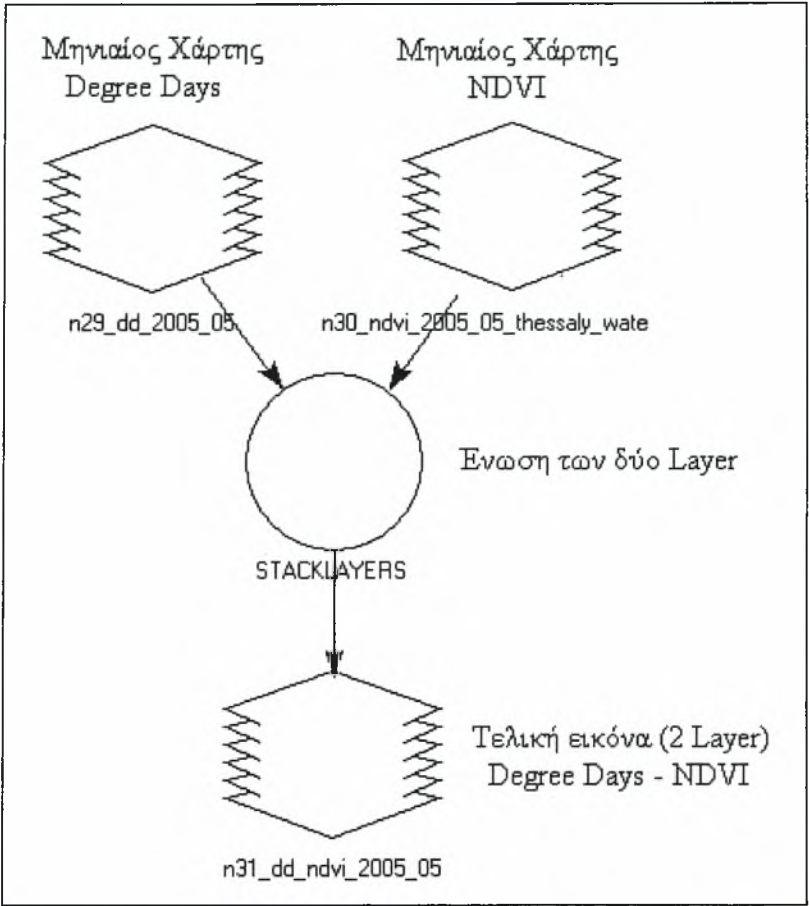 Μηνιαίος Χάρτης
Degree Days
Μηνιαίος Χάρτης
NDVI
n29_dd_2005_05
n30_ndvi_2005_05_thessaly_wate
Ενωση των δύο Layer
STACKLAYERS
Τελική εικόνα (2 Layer)
Degree Days - NDVI
n31_dd_ndvi_2005_05